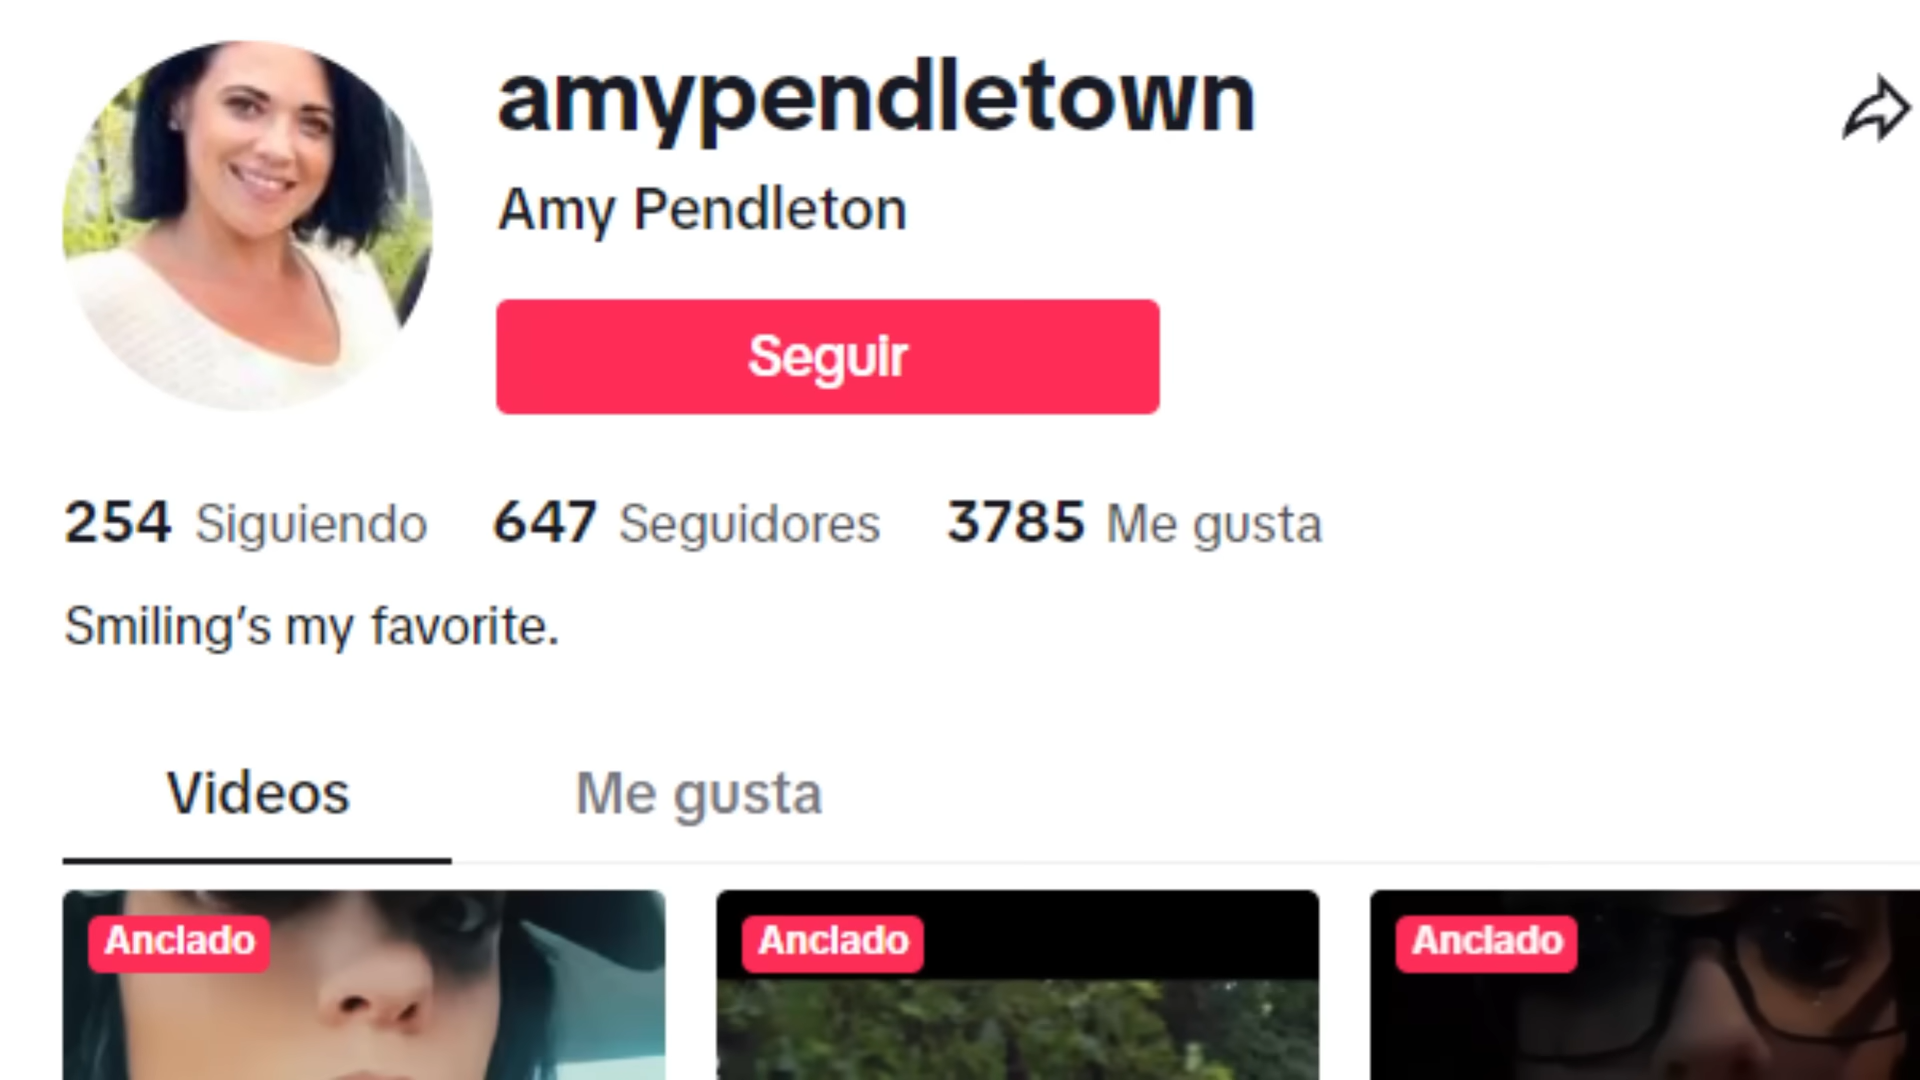 amypendletown
Amy Pendleton
Seguir
254 Siguiendo 647 Seguidores 3785 Me gusta
Smiling’s my favorite.
Videos Me gusta
Anclado Anclado Anclado